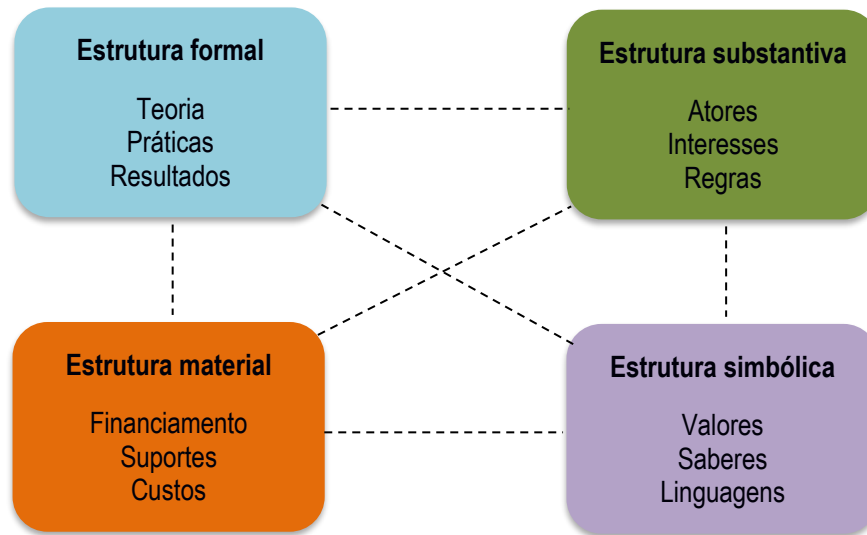 Estrutura formal
Teoria
Práticas
Resultados
Estrutura substantiva
Atores
Interesses
Regras
Estrutura material
Financiamento
Suportes
Custos
Estrutura simbólica
Valores
Saberes
Linguagens